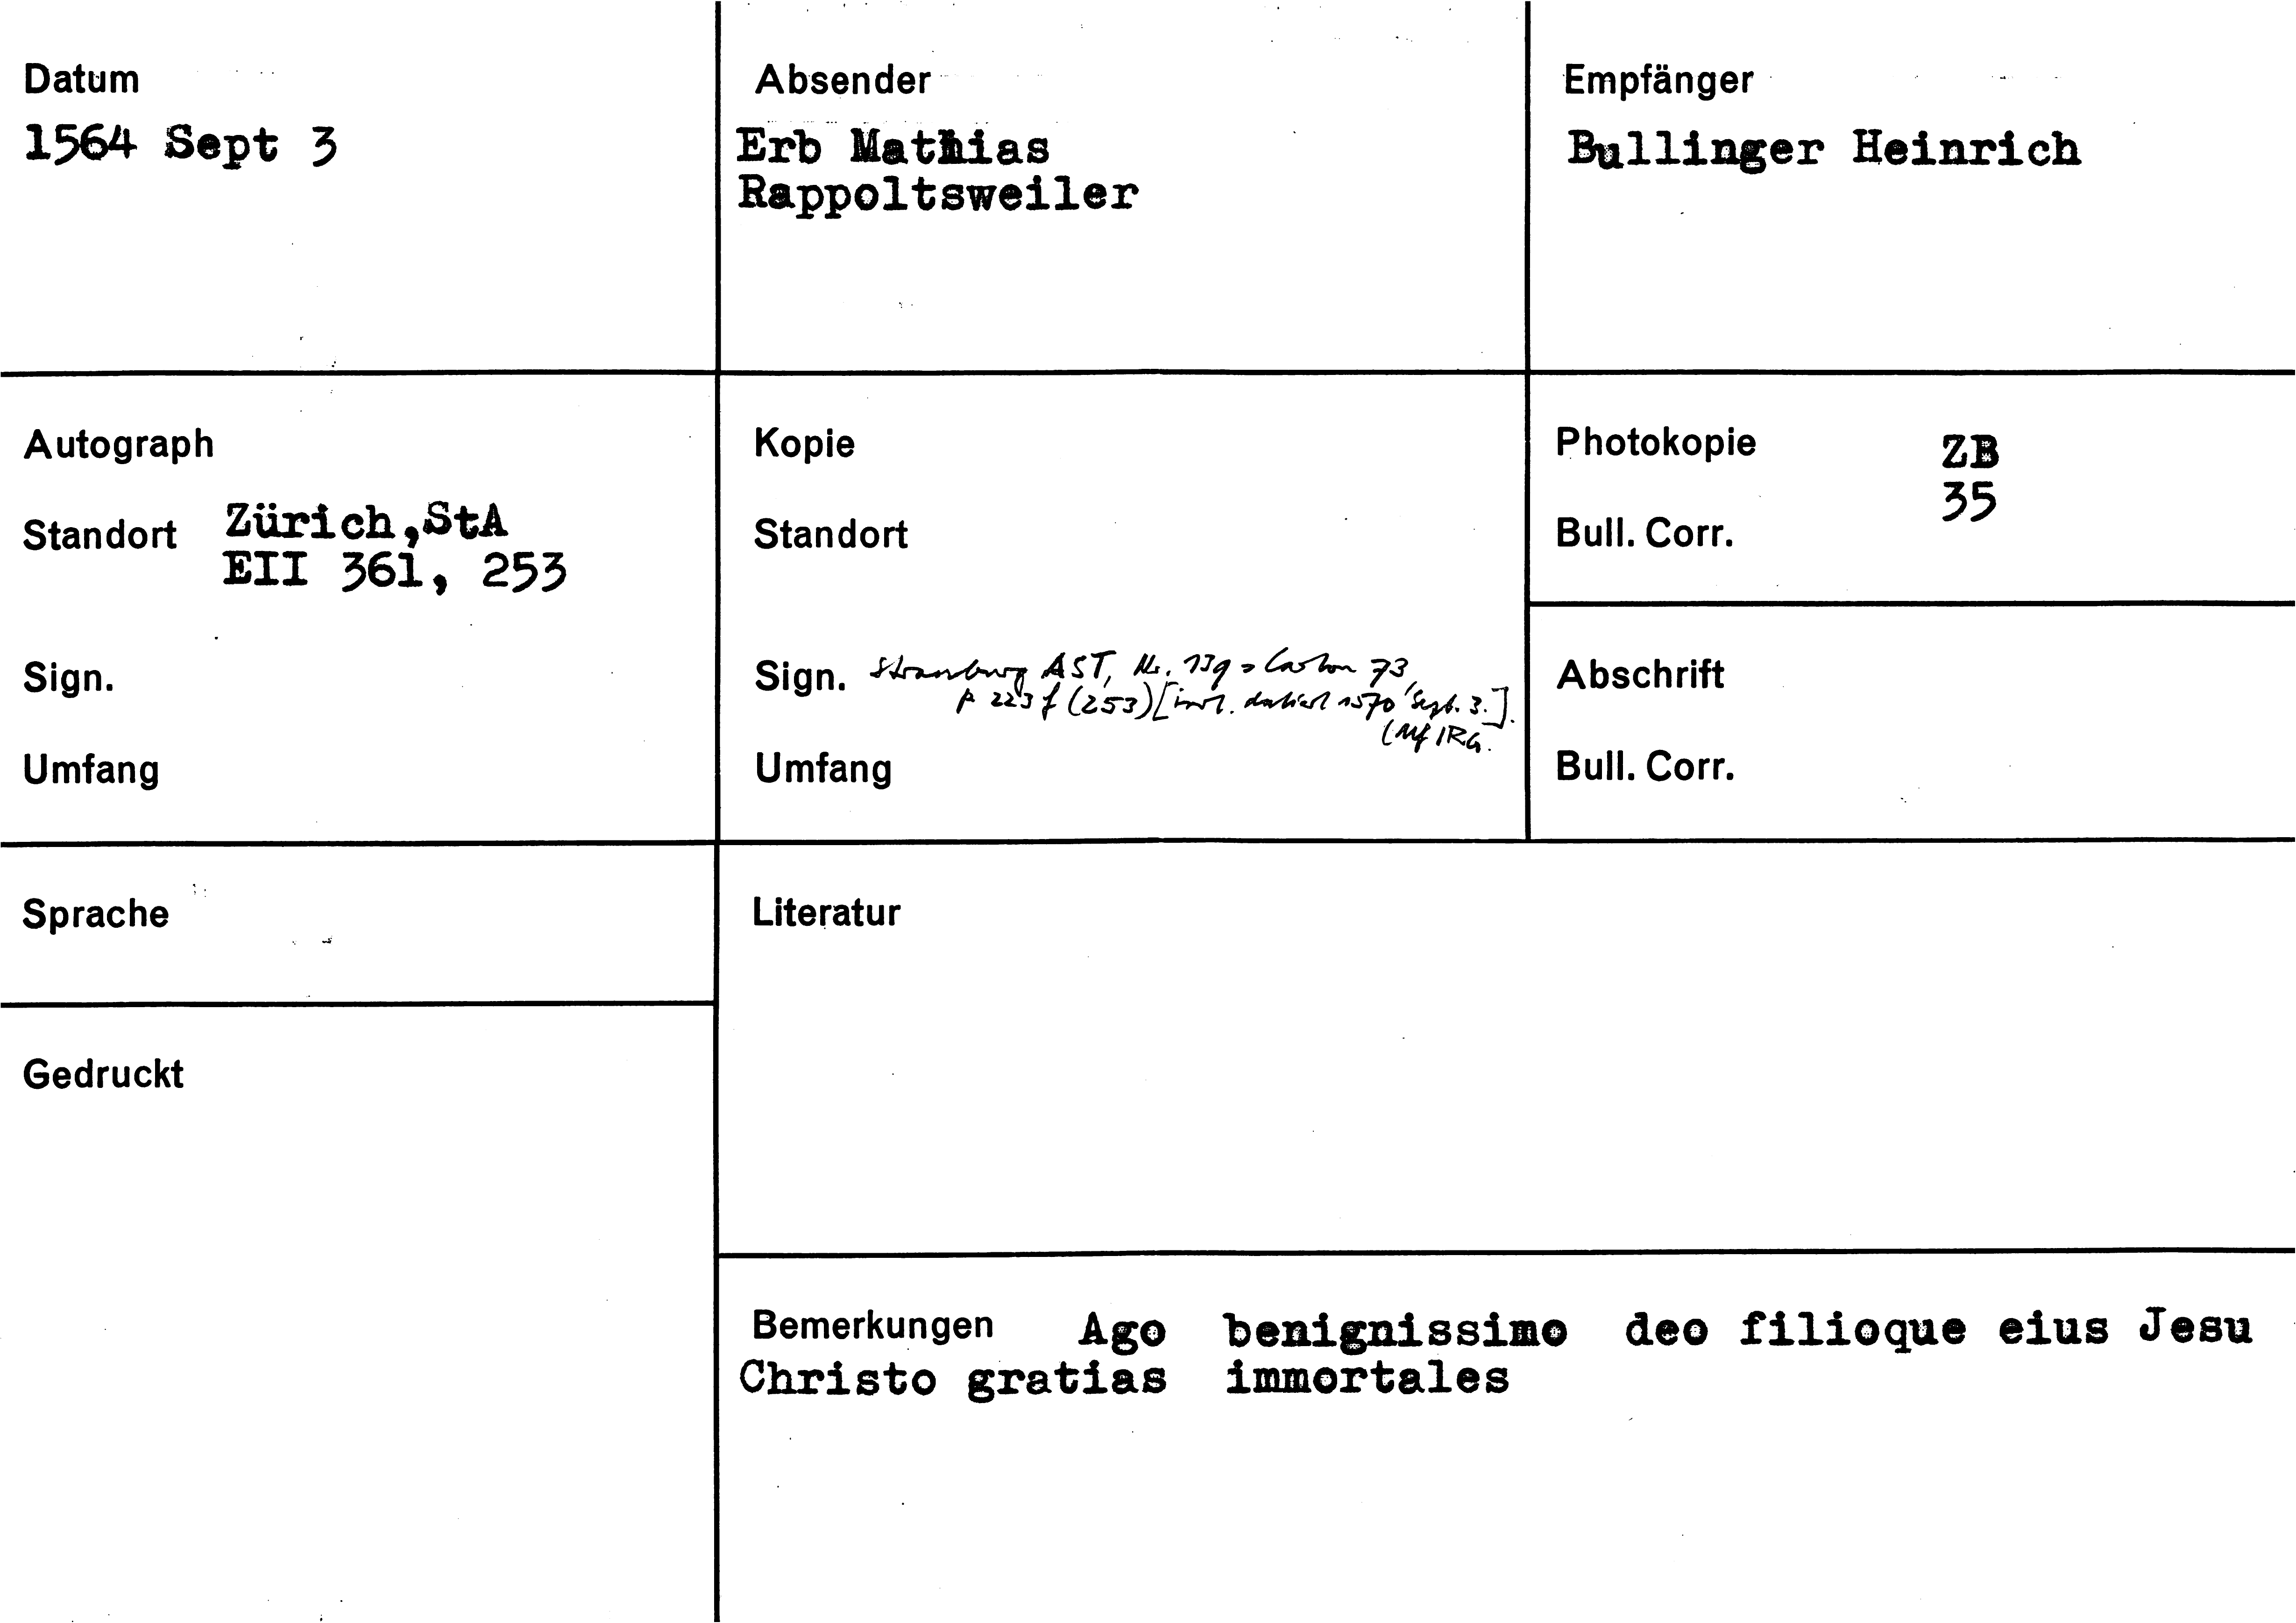 Datum
1564 Sept 3
Absender
Erb Mathias
Rappoltsweiler
Empfänger
Bullinger Heinrich
Autograph
Standort Zürich,StA
EII 361, 253
Sign.
Umfang
Kopie
Standort
Sign. Strassburg AST, Nr. 139 = Carton 73,
p 223 f (253) [irrt. datiert 1570 Sept. 3.].
(Mf IRG.
Umfang
Photokopie ZB
35
Bull. Corr.
Abschrift
Bull. Corr.
Sprache
Gedruckt
Literatur
Bemerkungen Ago benignissimo deo filioque eius Jesu
Christo gratias immortales